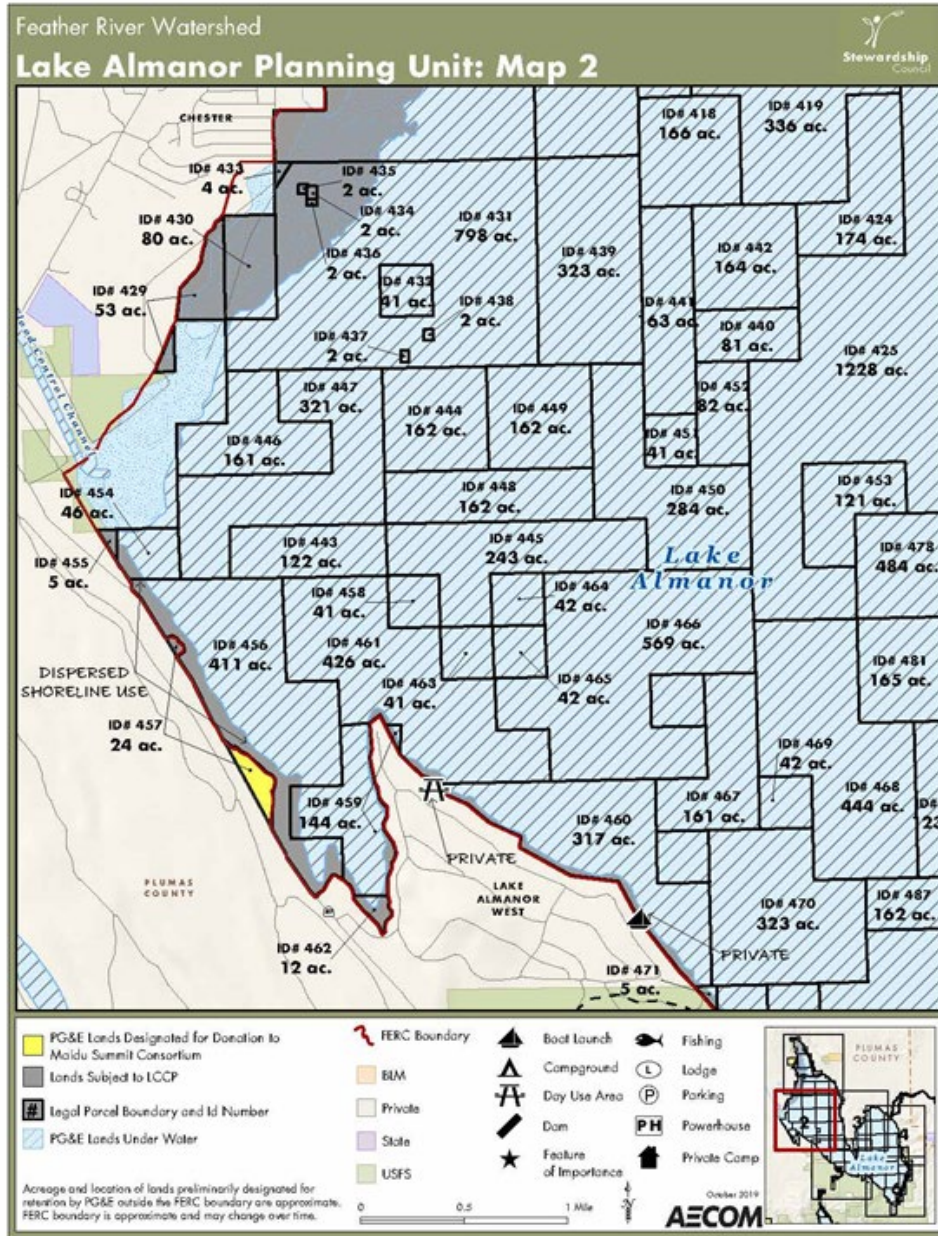 Feather River Watershed
Lake Almanor Planning Unit: Map 2
Stewardship
Council
CHESTER
ID# 418
166 ac.
ID# 419
336 ac.
ID# 433
4 ac.
ID# 435
2 ac.
ID# 434
2 ac.
ID# 430
80 ac.
ID# 436
2 ac.
ID# 431
798 ac.
ID# 439
323 ac.
ID# 442
164 ac.
ID# 424
174 ac.
ID# 429
53 ac.
ID# 432
41 ac.
ID# 438
2 ac.
ID# 437
2 ac.
ID# 441
63 ac.
ID# 440
81 ac.
ID# 425
1228 ac.
Flood Control Channel
ID# 447
321 ac.
ID# 444
162 ac.
ID# 449
162 ac.
ID# 452
82 ac.
ID# 446
161 ac.
ID# 451
41 ac.
ID# 454
46 ac.
ID# 448
162 ac.
ID# 450
284 ac.
ID# 453
121 ac.
ID# 443
122 ac.
ID# 445
243 ac.
Lake
Almanor
ID# 478
484 ac.
ID# 455
5 ac.
ID# 458
41 ac.
ID# 464
42 ac.
ID# 456
411 ac.
ID# 461
426 ac.
ID# 466
569 ac.
ID# 481
165 ac.
DISPERSED
SHORELINE USE
ID# 463
41 ac.
ID# 465
42 ac.
ID# 457
24 ac.
ID# 469
42 ac.
ID# 468
444 ac.
ID# 459
144 ac.
ID# 460
317 ac.
ID# 467
161 ac.
ID#
23
PRIVATE
PLUMAS
COUNTY
LAKE
ALMANOR
WEST
ID# 470
323 ac.
ID# 487
162 ac.
ID# 462
12 ac.
PRIVATE
ID# 471
5 ac.
PG&E Lands Designated for Donation to
Maidu Summit Consortium
Lands Subject to LCCP
# Legal Parcel Boundary and Id Number
PG&E Lands Under Water
FERC Boundary
BLM
Private
State
USFS
Boat Launch
Campground
Day Use Area
Dam
Feature
of Importance
Fishing
L Lodge
P Parking
PH Powerhouse
Private Camp
PLUMAS
COUNTY
2
3
4
Lake
Almanor
Acreage and location of lands preliminarily designated for
retention by PG&E outside the FERC boundary are approximate.
FERC boundary is approximate and may change over time.
0 0.5 1 Mile
October 2019
AECOM